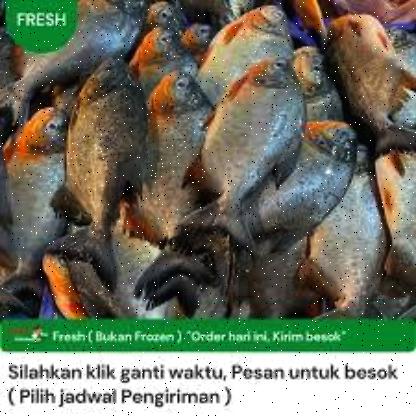 FRESH
Fresh ( Bukan Frozen ) "Order hari ini, Kirim besok"
Silahkan klik ganti waktu, Pesan untuk besok
( Pilih jadwal Pengiriman )